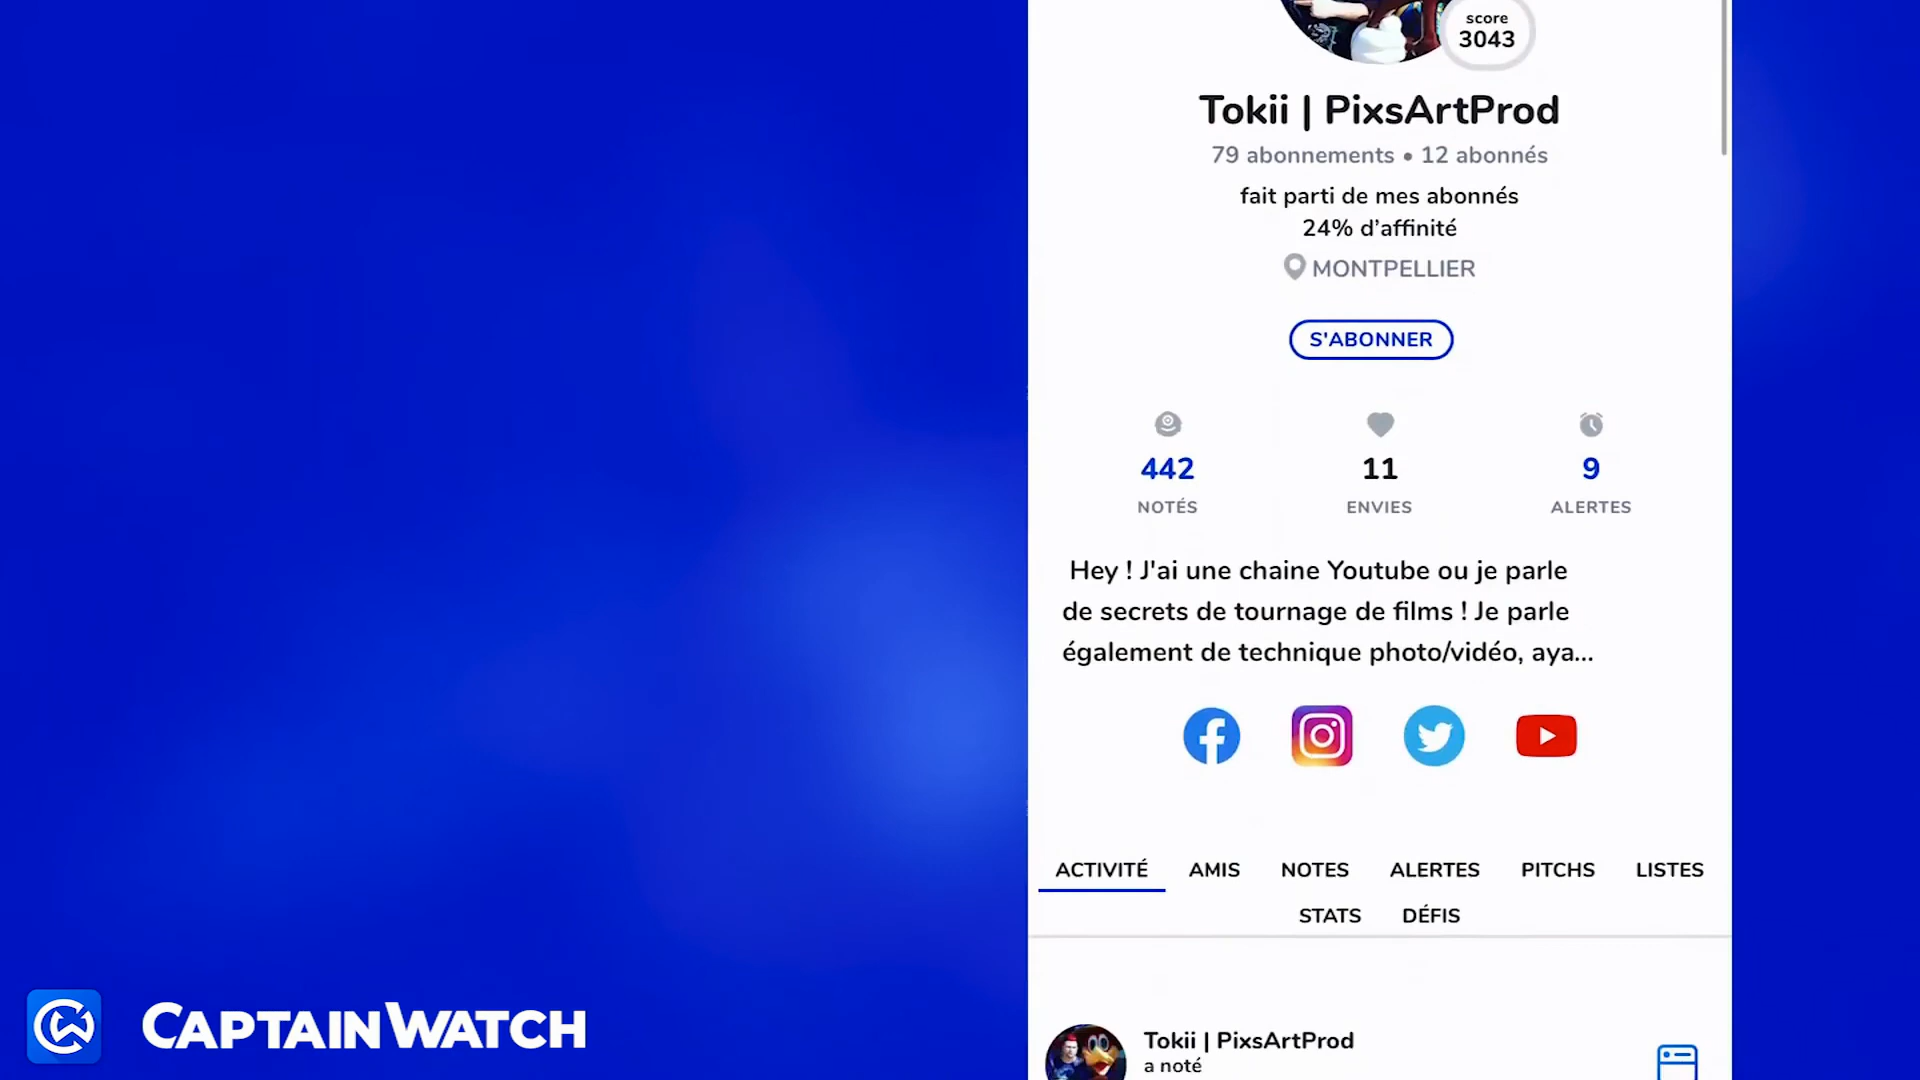 score
3043
Tokii | PixsArtProd
79 abonnements • 12 abonnés
fait parti de mes abonnés
24% d’affinité
MONTPELLIER
S'ABONNER
442
11
9
NOTÉS
ENVIES
ALERTES
Hey ! J'ai une chaine Youtube ou je parle
de secrets de tournage de films ! Je parle
également de technique photo/vidéo, aya...
ACTIVITÉ AMIS NOTES ALERTES PITCHS LISTES
STATS DÉFIS
Tokii | PixsArtProd
a noté
CAPTAINWATCH